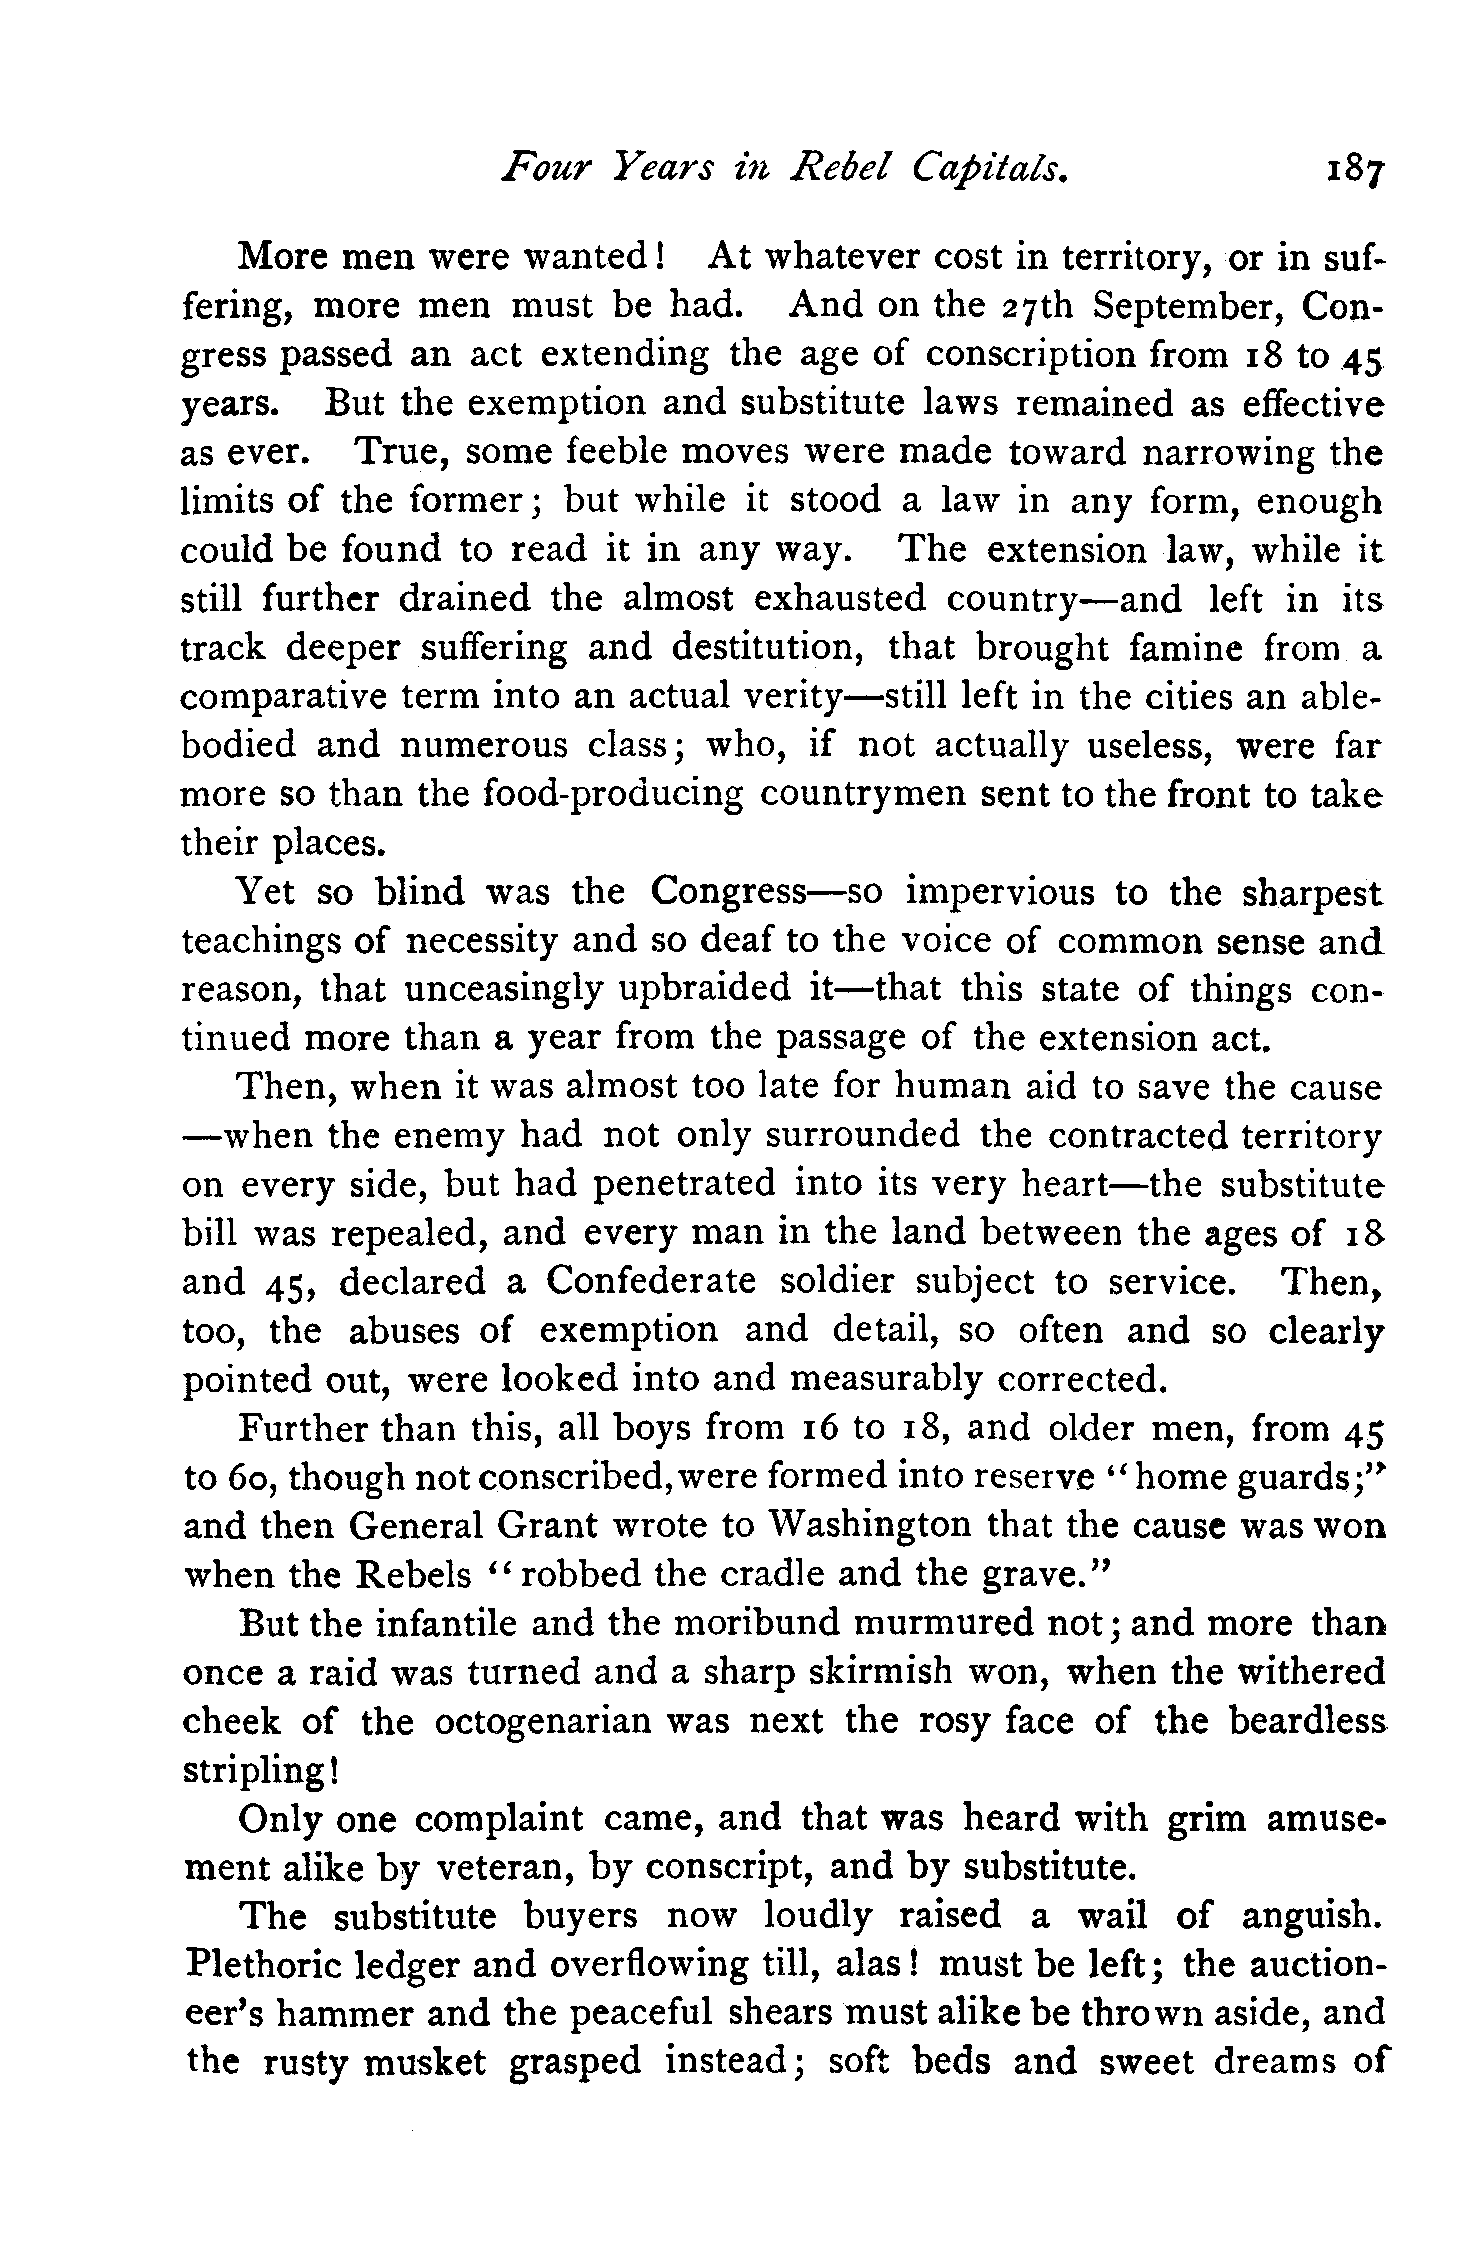 Four Years in Rebel Capitals. 187
More men were wanted! At whatever cost in territory, or in suf-
fering, more men must be had. And on the 27th September, Con-
gress passed an act extending the age of conscription from 18 to 45
years. But the exemption and substitute laws remained as effective
as ever. True, some feeble moves were made toward narrowing the
limits of the former; but while it stood a law in any form, enough
could be found to read it in any way. The extension law, while it
still further drained the almost exhausted country—and left in its
track deeper suffering and destitution, that brought famine from a
comparative term into an actual verity—still left in the cities an able-
bodied and numerous class; who, if not actually useless, were far
more so than the food-producing countrymen sent to the front to take
their places.
Yet so blind was the Congress—so impervious to the sharpest
teachings of necessity and so deaf to the voice of common sense and
reason, that unceasingly upbraided it—that this state of things con-
tinued more than a year from the passage of the extension act.
Then, when it was almost too late for human aid to save the cause
—when the enemy had not only surrounded the contracted territory
on every side, but had penetrated into its very heart—the substitute
bill was repealed, and every man in the land between the ages of 18
and 45, declared a Confederate soldier subject to service. Then,
too, the abuses of exemption and detail, so often and so clearly
pointed out, were looked into and measurably corrected.
Further than this, all boys from 16 to 18, and older men, from 45
to 60, though not conscribed, were formed into reserve "home guards;"
and then General Grant wrote to Washington that the cause was won
when the Rebels "robbed the cradle and the grave."
But the infantile and the moribund murmured not; and more than
once a raid was turned and a sharp skirmish won, when the withered
cheek of the octogenarian was next the rosy face of the beardless
stripling!
Only one complaint came, and that was heard with grim amuse-
ment alike by veteran, by conscript, and by substitute.
The substitute buyers now loudly raised a wail of anguish.
Plethoric ledger and overflowing till, alas! must be left; the auction-
eer's hammer and the peaceful shears must alike be thrown aside, and
the rusty musket grasped instead; soft beds and sweet dreams of